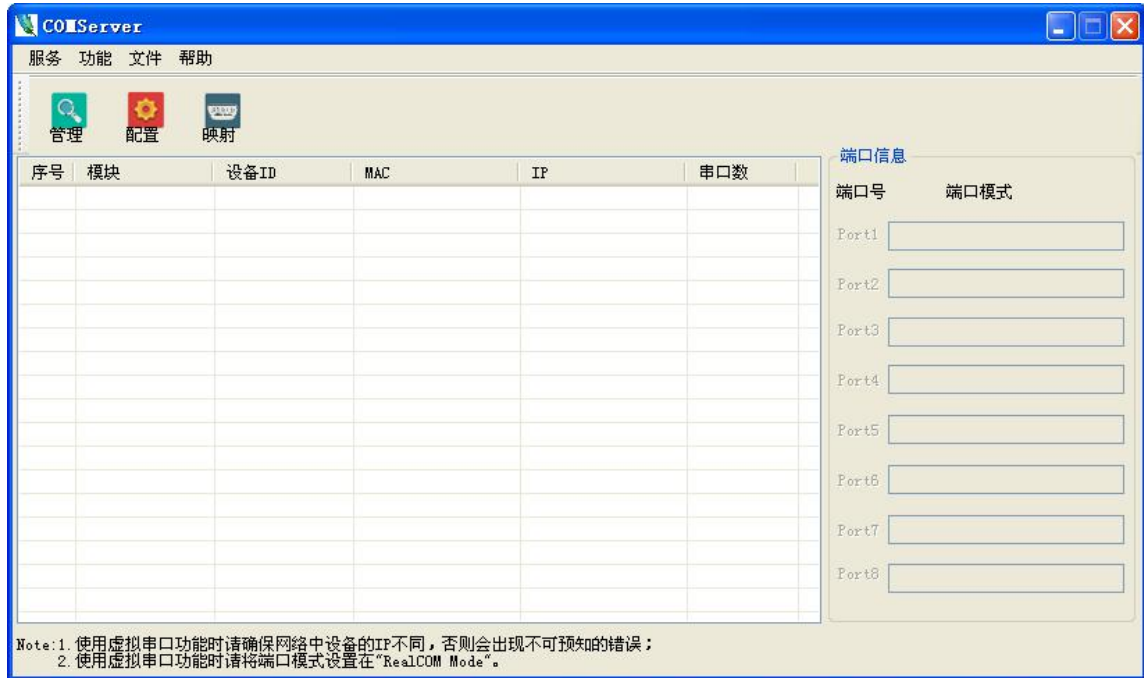 COMServer
服务 功能 文件 帮助
管理 配置 映射
序号 模块 设备ID MAC IP 串口数
端口信息
端口号 端口模式
Port1
Port2
Port3
Port4
Port5
Port6
Port7
Port8
Note:1. 使用虚拟串口功能时请确保网络中设备的IP不同，否则会出现不可预知的错误；
2. 使用虚拟串口功能时请将端口模式设置在“RealCOM Mode“。